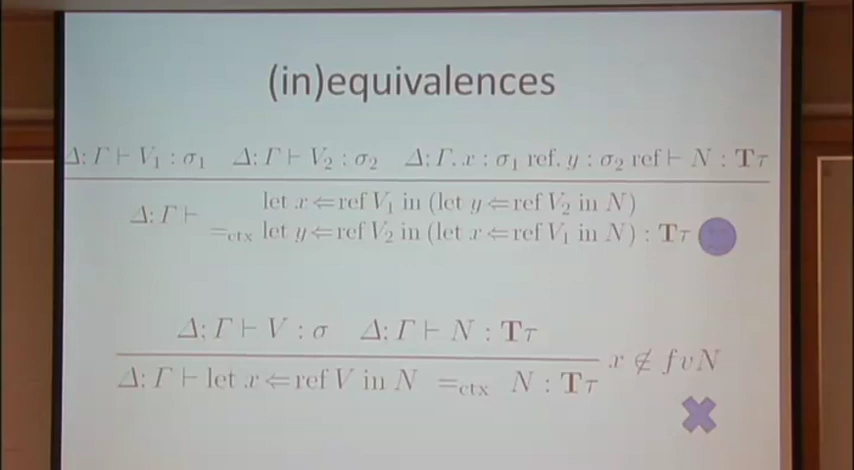 (in)equivalences
Δ; Γ ⊢ V₁ : σ₁ Δ; Γ ⊢ V₂ : σ₂ Δ; Γ, x : σ₁ ref, y : σ₂ ref ⊢ N : Tτ
let x ⇐ ref V₁ in (let y ⇐ ref V₂ in N)
Δ; Γ ⊢
=ctx let y ⇐ ref V₂ in (let x ⇐ ref V₁ in N) : Tτ
Δ; Γ ⊢ V : σ Δ; Γ ⊢ N : Tτ
x ∉ fvN
Δ; Γ ⊢ let x ⇐ ref V in N =ctx N : Tτ